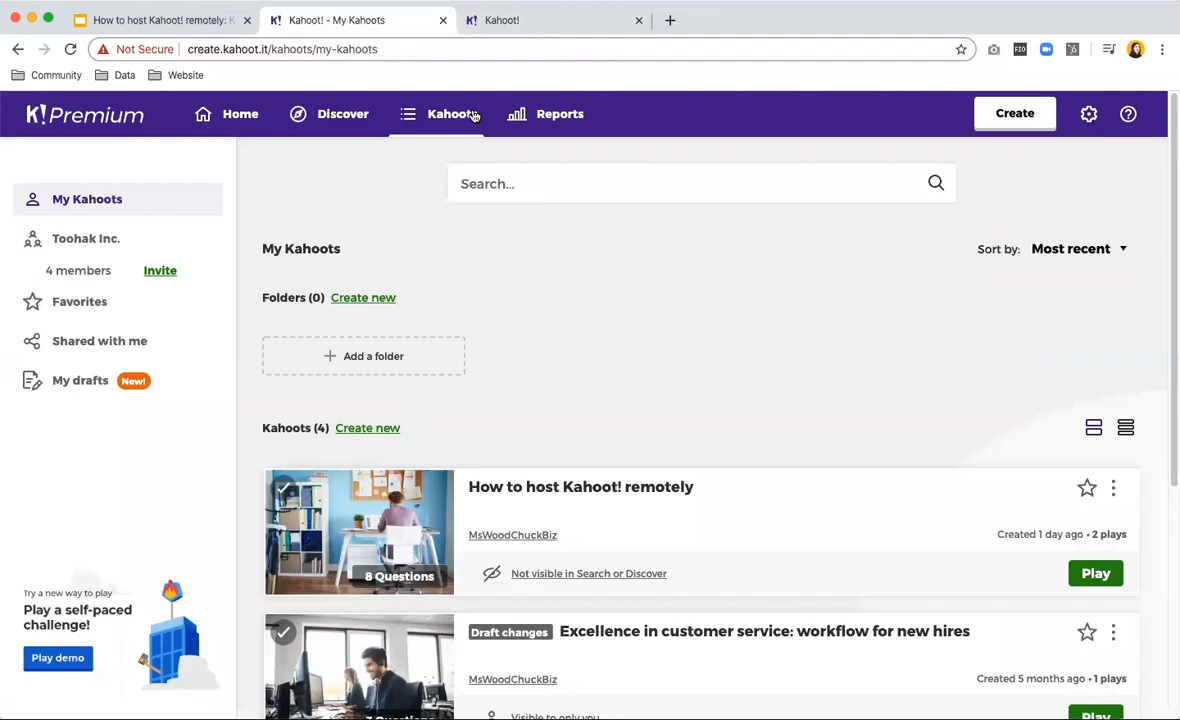 How to host Kahoot! remotely: K
K! Kahoot! - My Kahoots
K! Kahoot!
Not Secure create.kahoot.it/kahoots/my-kahoots
FIO
Community Data Website
K! Premium Home Discover Kahoots Reports Create
Search...
My Kahoots
Toohak Inc.
4 members Invite
Favorites
Shared with me
My drafts New!
Try a new way to play
Play a self-paced
challenge!
Play demo
My Kahoots Sort by: Most recent
Folders (0) Create new
Add a folder
Kahoots (4) Create new
How to host Kahoot! remotely
MsWoodChuckBiz Created 1 day ago • 2 plays
8 Questions
Not visible in Search or Discover Play
Draft changes Excellence in customer service: workflow for new hires
MsWoodChuckBiz Created 5 months ago • 1 plays
Questions
Visible to only you Play